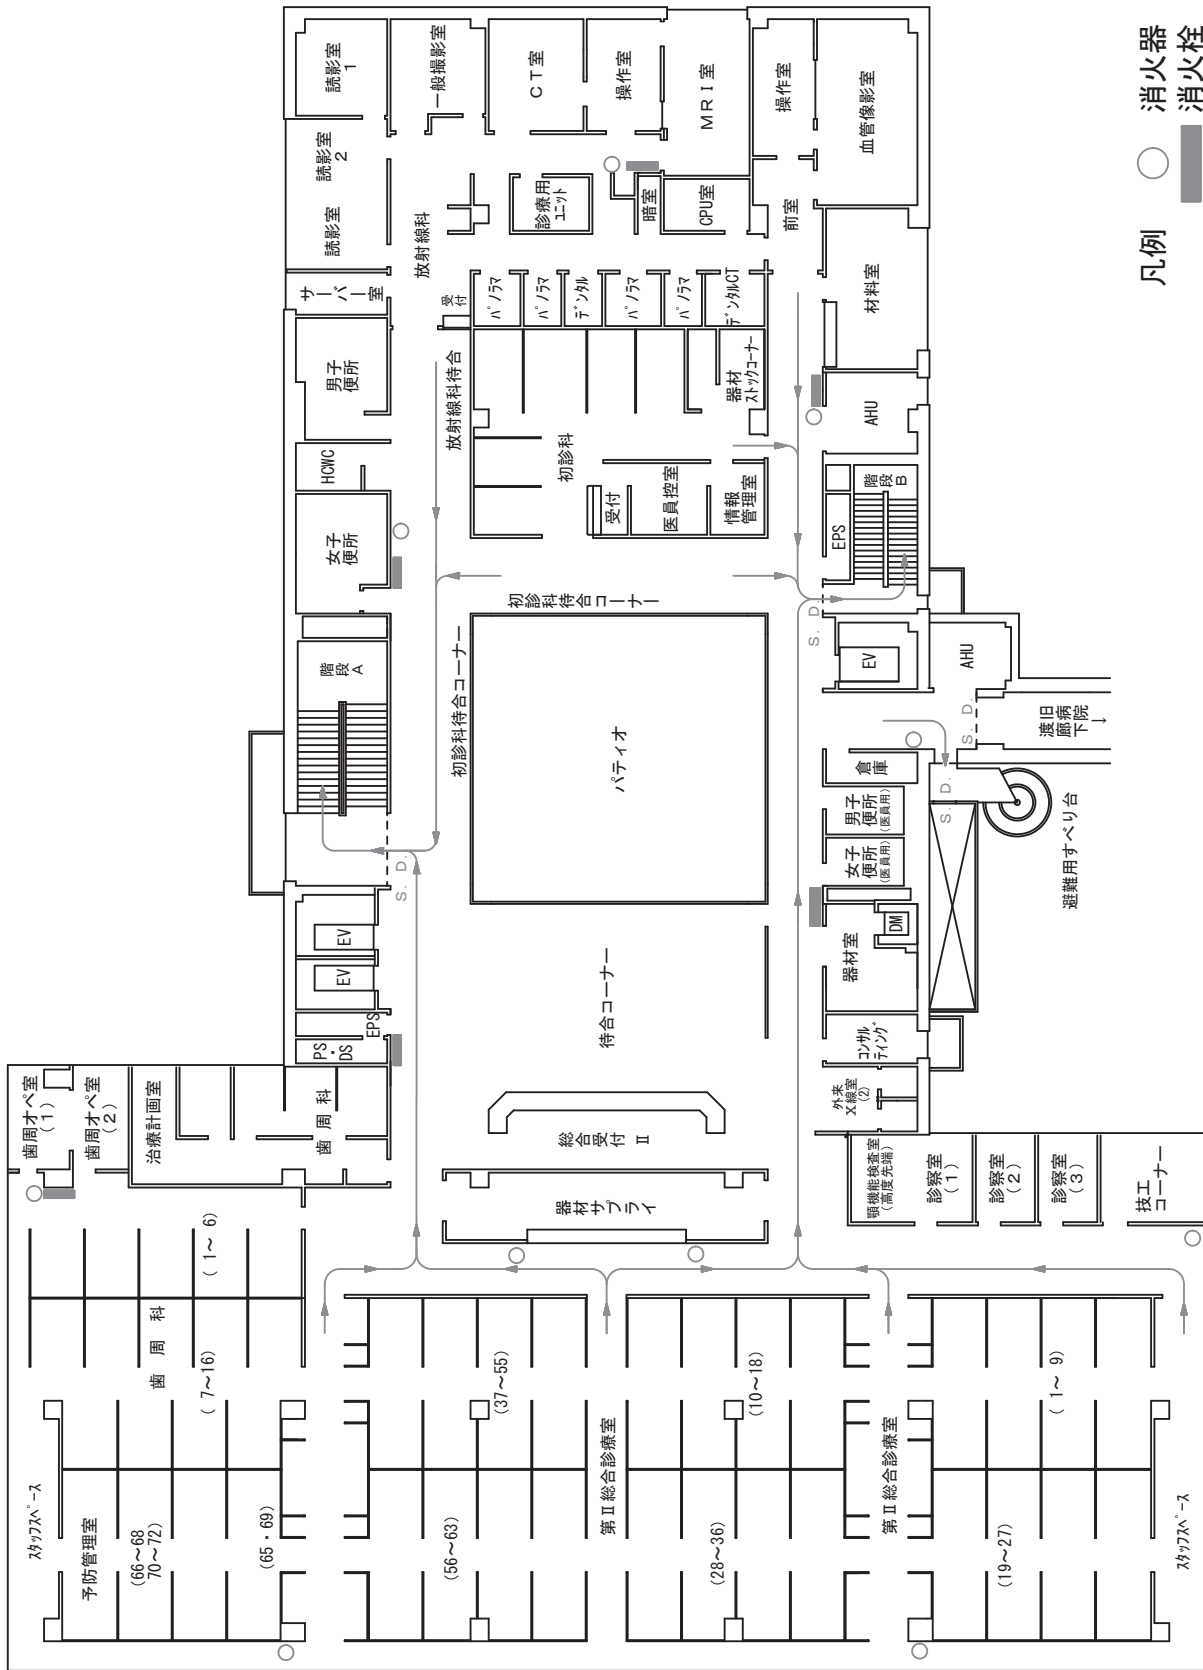 歯周オペ室
(1)
歯周オペ室
(2)
治療計画室
歯 周 科
PS・
DS
EPS
EV
EV
S. D.
階段
A
女子
便所
HCWC
男子
便所
サーバー
室
読影室
読影室
2
読影室
1
一般撮影室
放射線科
受付
放射線科待合
CT室
操作室
MRI室
操作室
血管像影室
診療用
ユニット
暗室
CPU室
前室
材料室
パノラマ
パノラマ
デンタル
パノラマ
パノラマ
デンタルCT
器材
ストックコーナー
初診科
受付
医員控室
情報
管理室
初診科待合コーナー
初診科待合コーナー
パティオ
待合コーナー
総合受付 Ⅱ
器材サプライ
AHU
階段
B
EPS
S. D.
EV
AHU
S. D.
旧病院
渡廊下
↓
S. D.
倉庫
男子
便所
(医員用)
女子
便所
(医員用)
避難用すべり台
DM
器材室
コンサル
ティング
外来
X線室
(2)
顎機能検査室
(高度先端)
診察室
(1)
診察室
(2)
診察室
(3)
技工
コーナー
スタッフスペース
予防管理室
(66～68
70～72)
(65・69)
歯 周 科
( 1～ 6)
( 7～16)
(56～63)
(37～55)
第Ⅱ総合診療室
(28～36)
(10～18)
第Ⅱ総合診療室
(19～27)
( 1～ 9)
スタッフスペース
凡例
消火器
消火栓